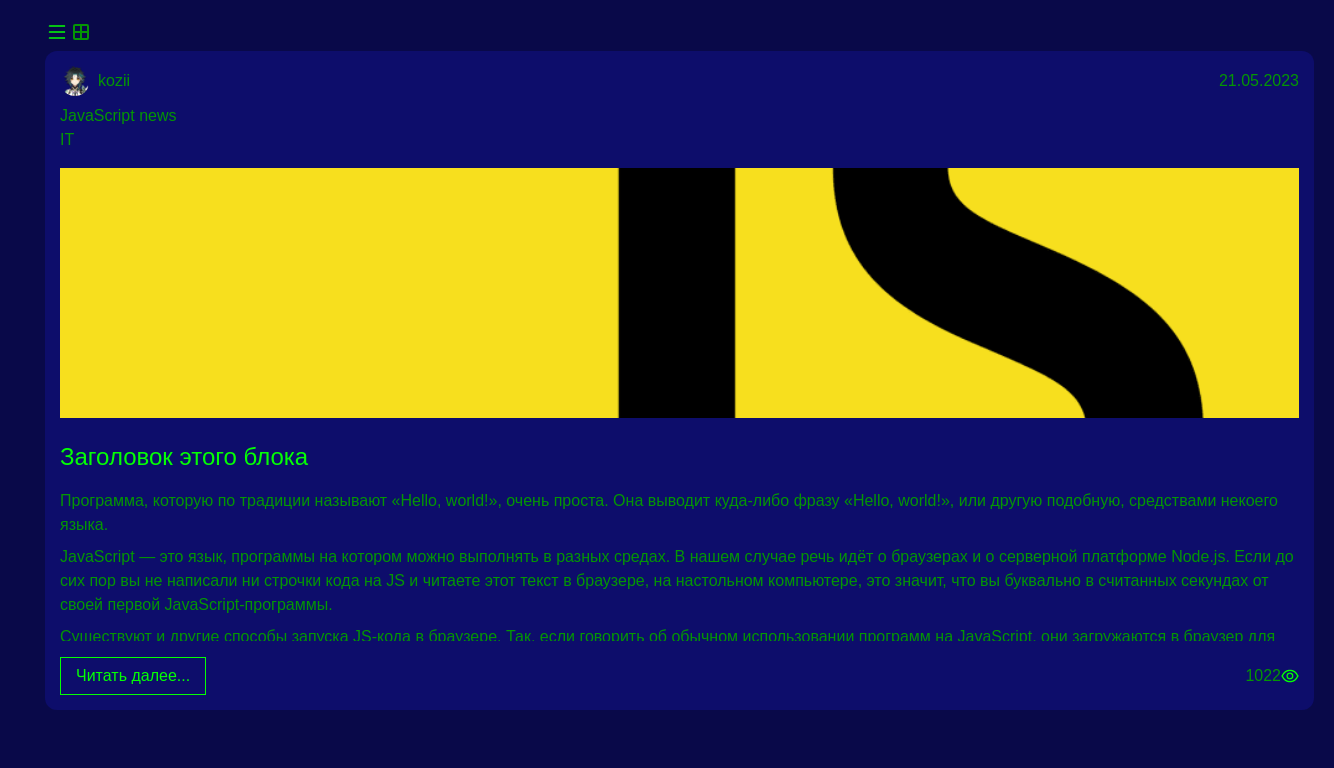 kozii
21.05.2023
JavaScript news
IT
JS
Заголовок этого блока
Программа, которую по традиции называют «Hello, world!», очень проста. Она выводит куда-либо фразу «Hello, world!», или другую подобную, средствами некоего
языка.
JavaScript — это язык, программы на котором можно выполнять в разных средах. В нашем случае речь идёт о браузерах и о серверной платформе Node.js. Если до
сих пор вы не написали ни строчки кода на JS и читаете этот текст в браузере, на настольном компьютере, это значит, что вы буквально в считанных секундах от
своей первой JavaScript-программы.
Существуют и другие способы запуска JS-кода в браузере. Так, если говорить об обычном использовании программ на JavaScript, они загружаются в браузер для
Читать далее...
1022